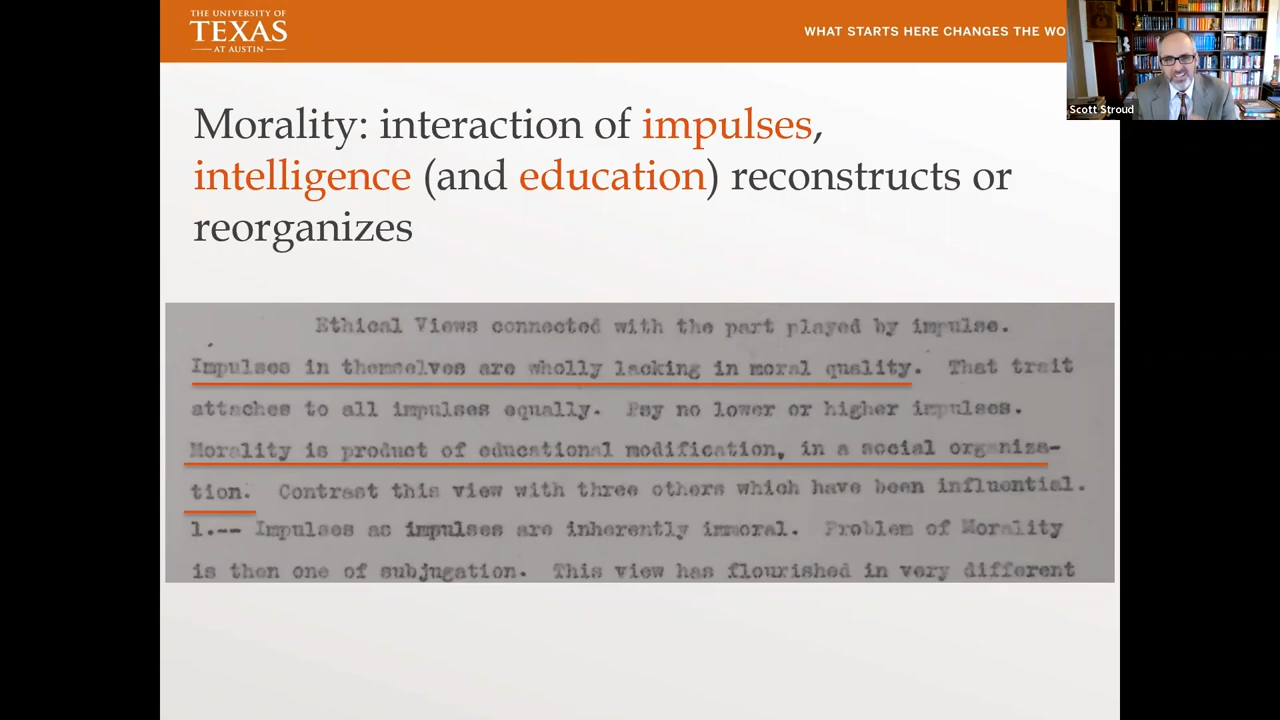 THE UNIVERSITY OF
TEXAS
AT AUSTIN
WHAT STARTS HERE CHANGES THE WO
Scott Stroud
Morality: interaction of impulses,
intelligence (and education) reconstructs or
reorganizes
Ethical Views connected with the part played by impulse.
Impulses in themselves are wholly lacking in moral quality. That trait
attaches to all impulses equally. Psy no lower or higher impulses.
Morality is product of educational modification, in a social organiza-
tion. Contrast this view with three others which have been influential.
1.-- Impulses as impulses are inherently immoral. Problem of Morality
is then one of subjugation. This view has flourished in very different